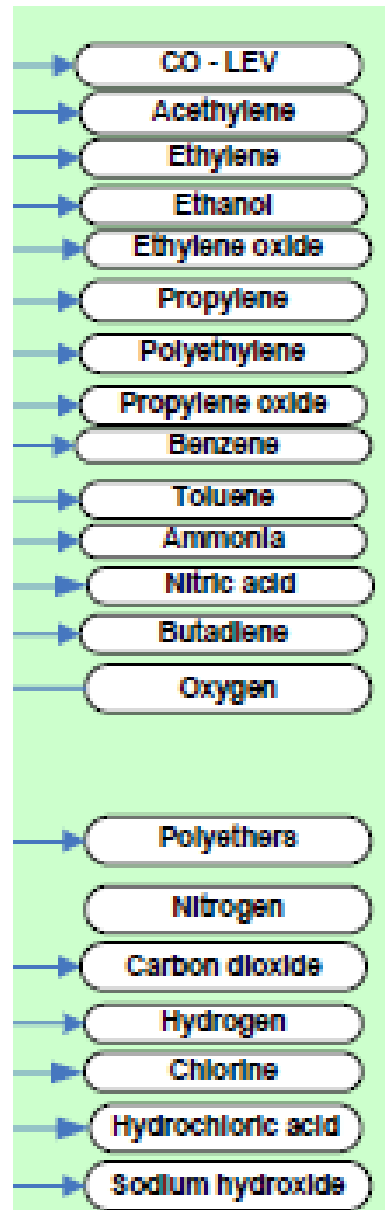 CO - LEV
Acethylene
Ethylene
Ethanol
Ethylene oxide
Propylene
Polyethylene
Propylene oxide
Benzene
Toluene
Ammonia
Nitric acid
Butadiene
Oxygen
Polyethers
Nitrogen
Carbon dioxide
Hydrogen
Chlorine
Hydrochloric acid
Sodium hydroxide